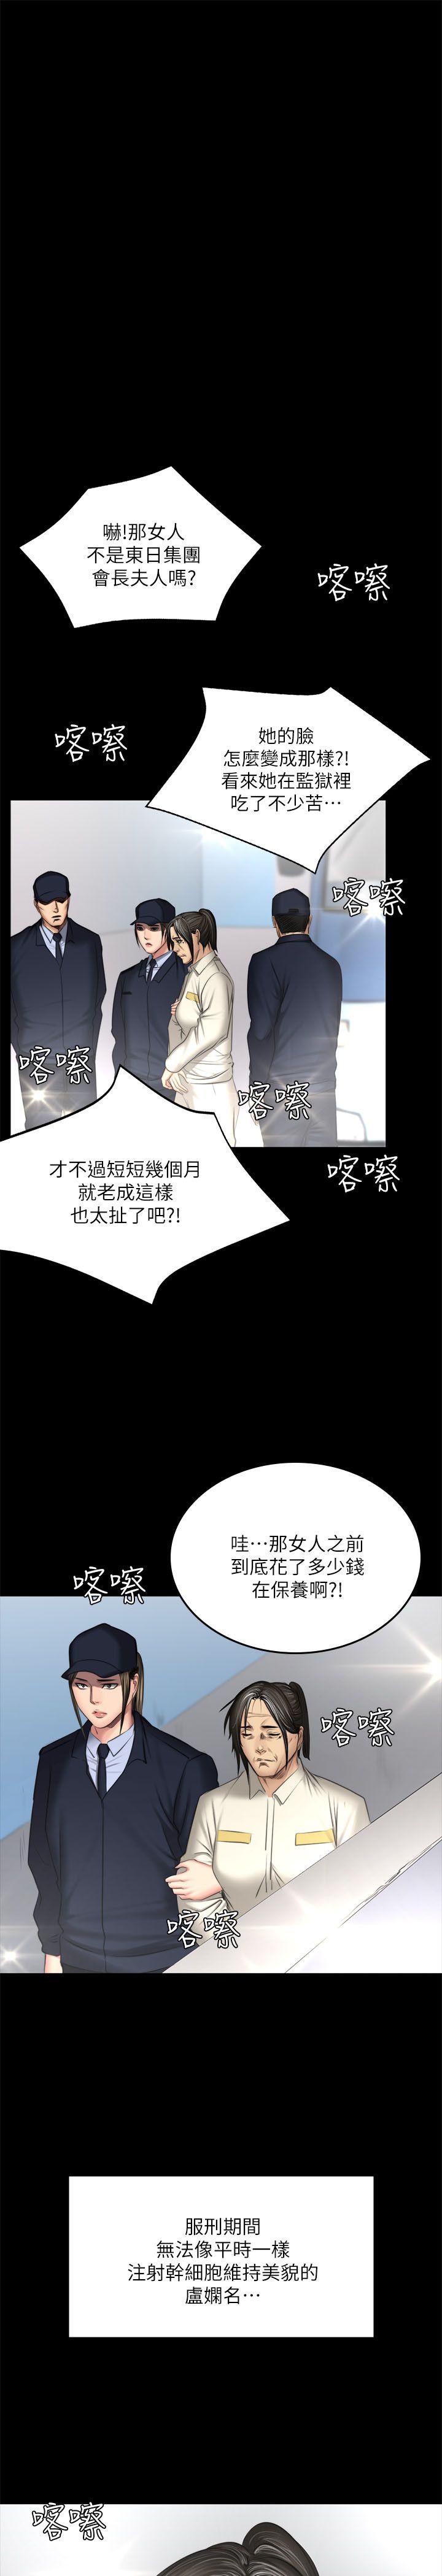 嚇!那女人
不是東日集團
會長夫人嗎?
喀嚓
她的臉
怎麼變成那樣?!
看來她在監獄裡
吃了不少苦⋯
喀嚓
喀嚓
喀嚓
喀嚓
喀嚓
才不過短短幾個月
就老成這樣
也太扯了吧?!
哇⋯那女人之前
到底花了多少錢
在保養啊?!
喀嚓
喀嚓
喀嚓
服刑期間
無法像平時一樣
注射幹細胞維持美貌的
盧嫻名⋯
喀嚓